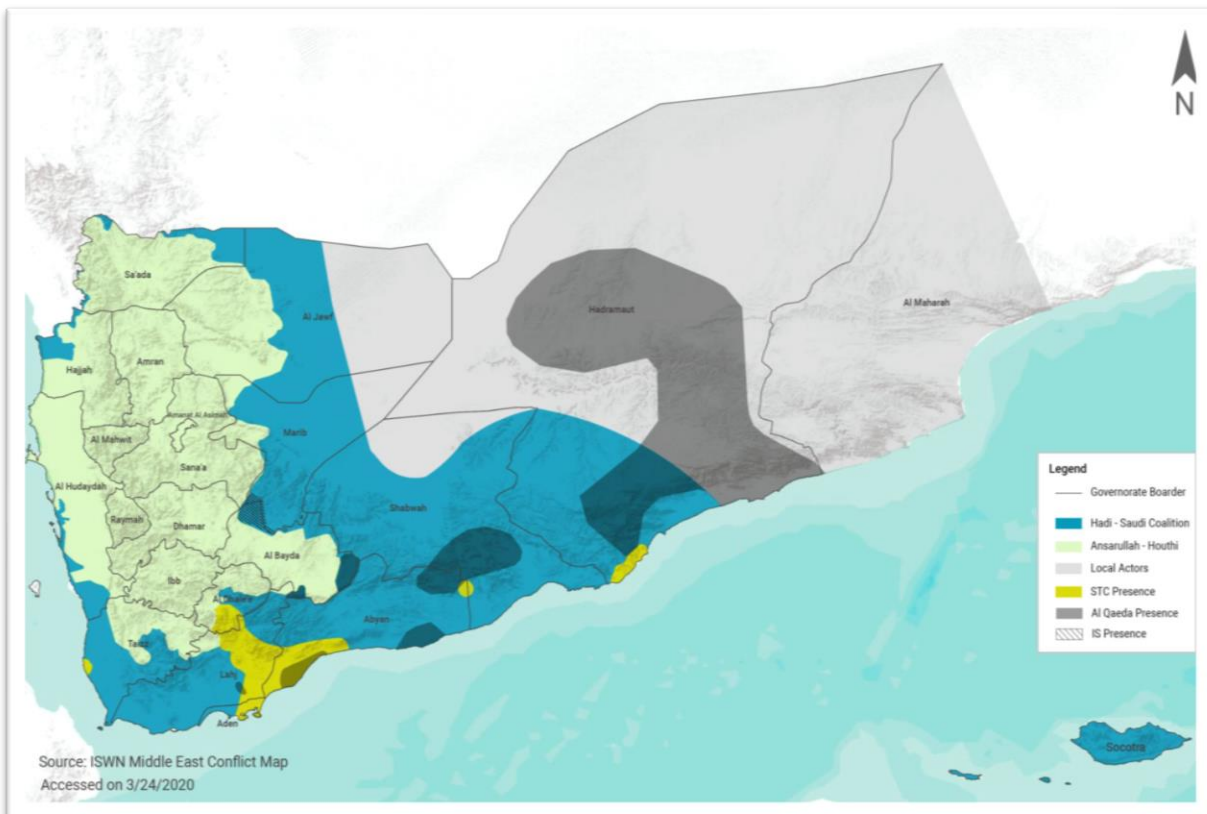 N
Sa'ada
Al Jawf
Hadramaut
Al Maharah
Hajjah
Amran
Amanat Al Asimah
Al Mahwit
Marib
Sana'a
Al Hudaydah
Shabwah
Raymah
Dhamar
Al Bayda
Ibb
Al Dhale'e
Abyan
Taizz
Lahj
Aden
Socotra
Legend
Governorate Boarder
Hadi - Saudi Coalition
Ansarullah - Houthi
Local Actors
STC Presence
Al Qaeda Presence
IS Presence
Source: ISWN Middle East Conflict Map
Accessed on 3/24/2020